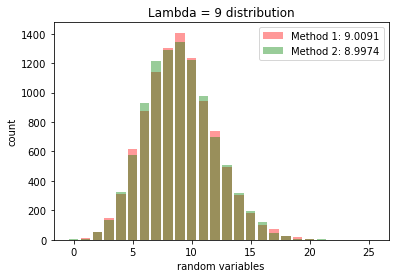 Lambda = 9 distribution
Method 1: 9.0091
Method 2: 8.9974
1400
1200
1000
800
600
400
200
0
count
0 5 10 15 20 25
random variables